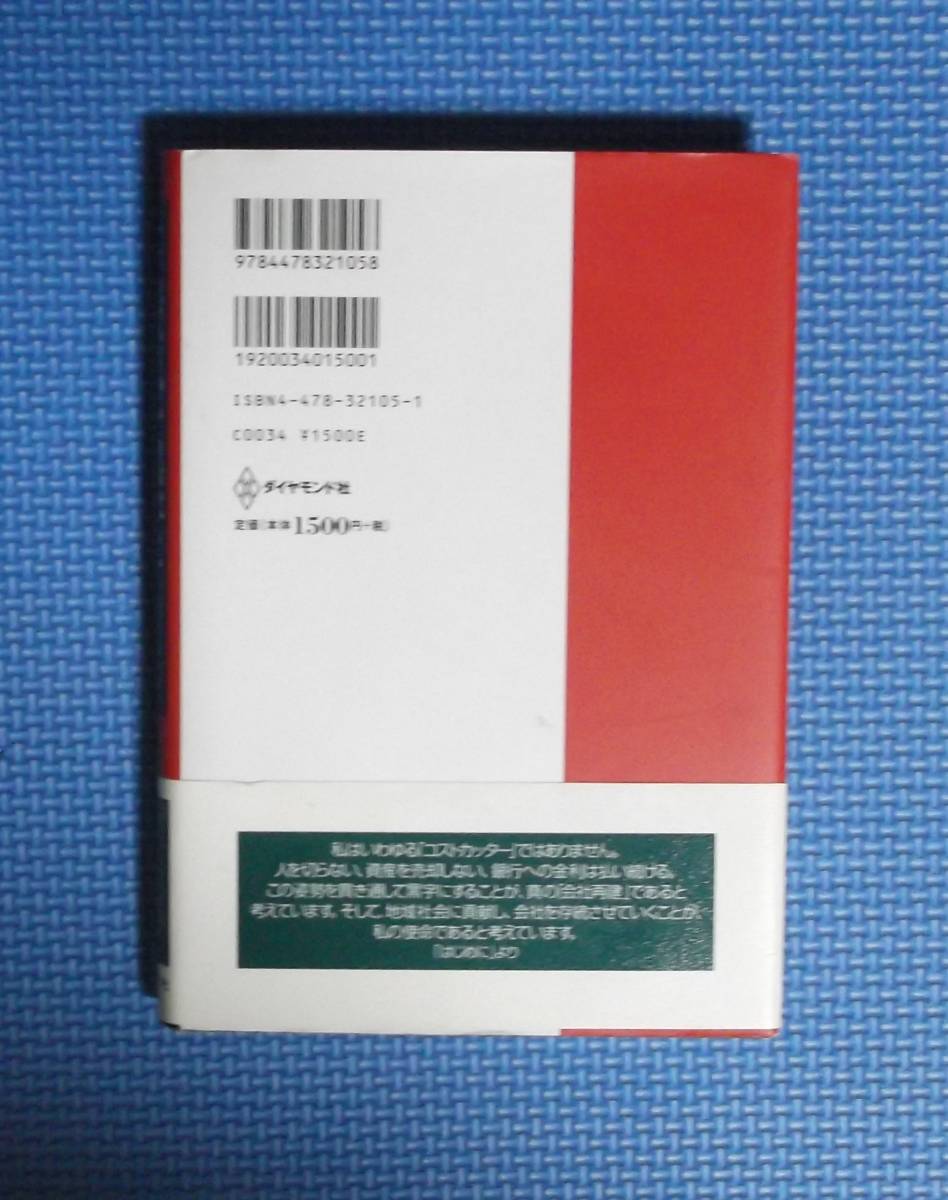 9784478321058
1920034015001
ISBN4-478-32105-1
C0034 ¥1500E
ダイヤモンド社
定価(本体1500円+税)
私はいわゆる「コストカッター」ではありません。
人を切らない、資産を売却しない、銀行への金利は払い続ける。
この姿勢を貫き通して黒字にすることが、真の「会社再建」であると
考えています。そして、地域社会に貢献し、会社を存続させていくことが、
私の使命であると考えています。
「はじめに」より